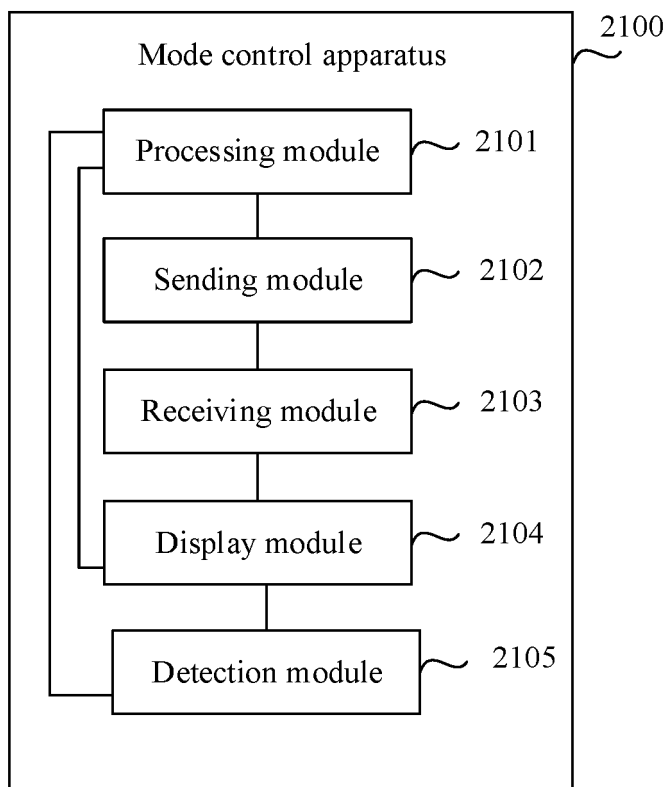 2100
Mode control apparatus
Processing module 2101
Sending module 2102
Receiving module 2103
Display module 2104
Detection module 2105